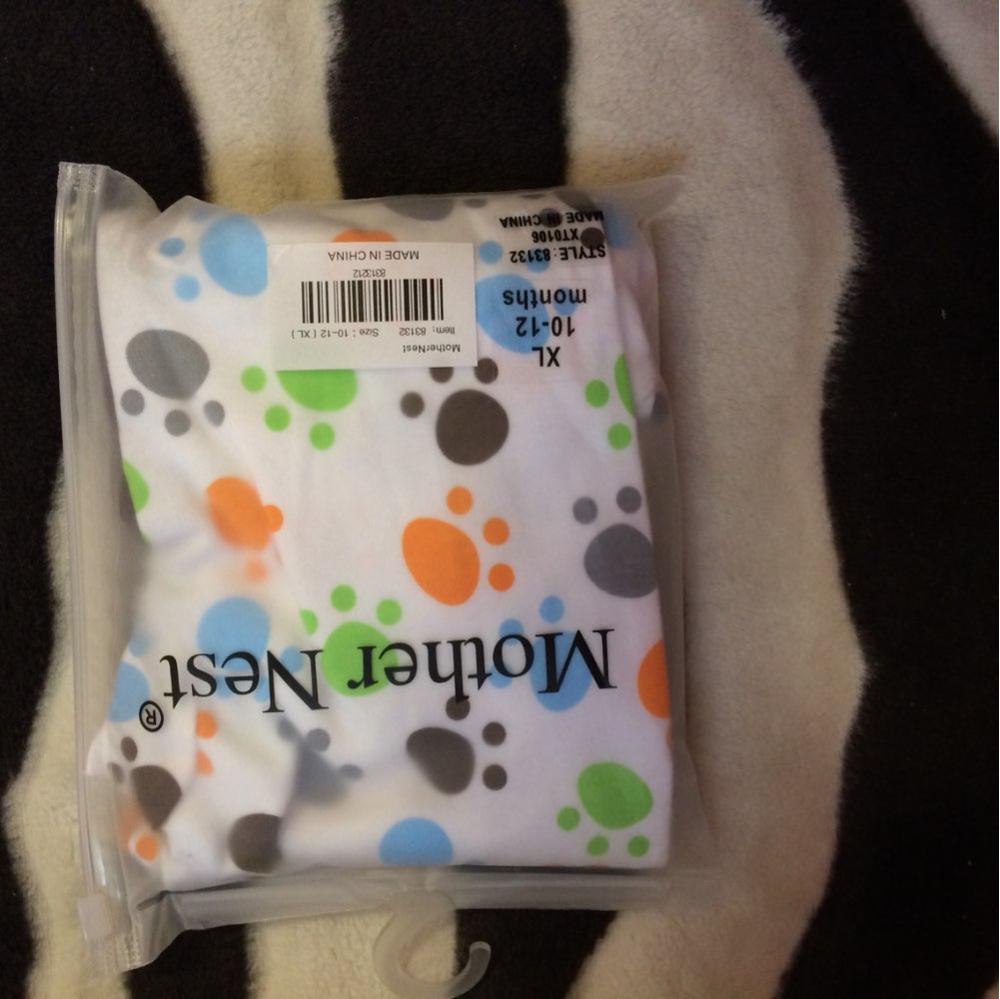 Mother Nest®
XL
10-12
months
STYLE: 83132
XT0106
MADE IN CHINA
MotherNest
Item: 83132 Size : 10-12 ( XL )
8313212
MADE IN CHINA